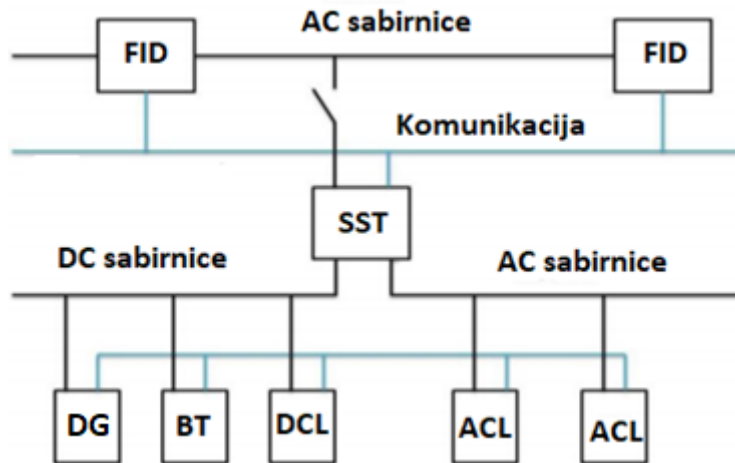 AC sabirnice
FID
FID
Komunikacija
SST
DC sabirnice
AC sabirnice
DG
BT
DCL
ACL
ACL